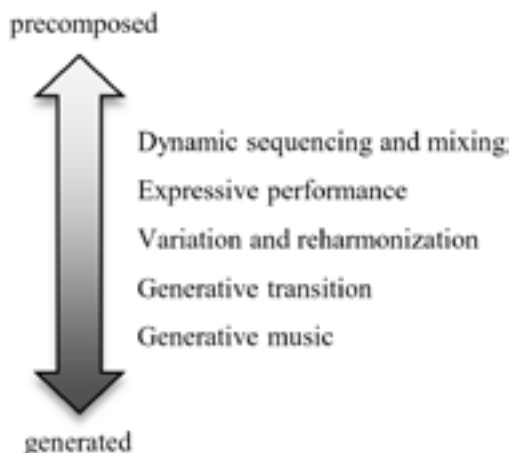 precomposed
Dynamic sequencing and mixing;
Expressive performance
Variation and reharmonization
Generative transition
Generative music
generated